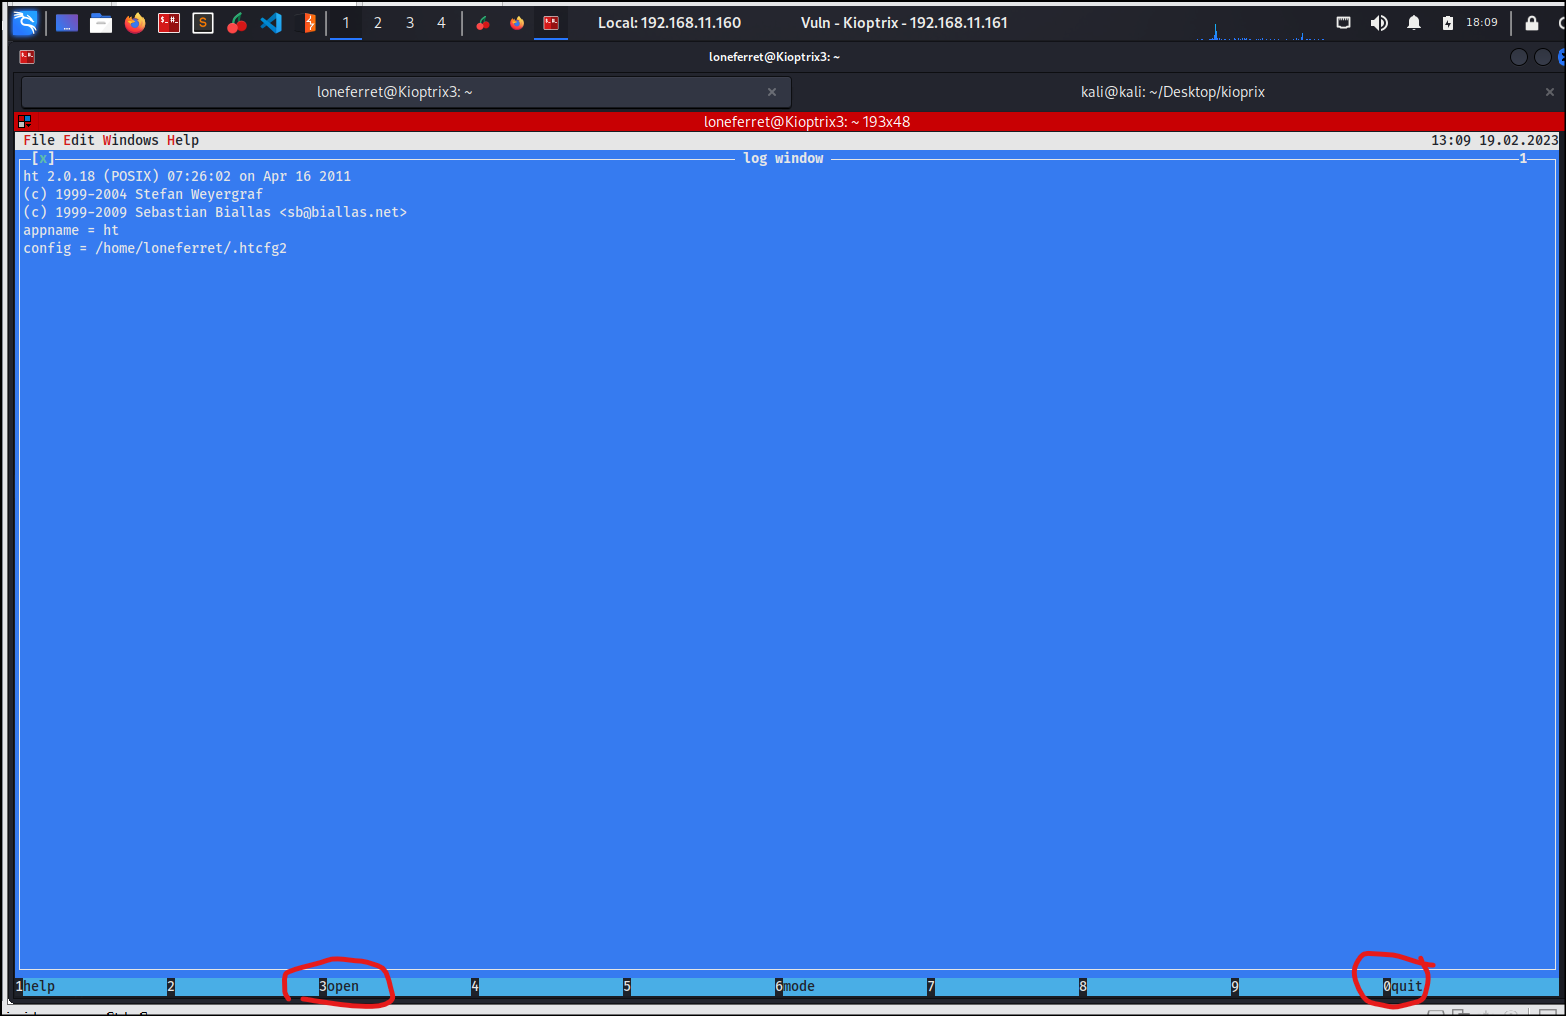 1 2 3 4 Local: 192.168.11.160 Vuln - Kioptrix - 192.168.11.161 18:09
loneferret@Kioptrix3: ~
loneferret@Kioptrix3: ~ × kali@kali: ~/Desktop/kioprix ×
loneferret@Kioptrix3: ~ 193x48
File Edit Windows Help 13:09 19.02.2023
[x] log window 1
ht 2.0.18 (POSIX) 07:26:02 on Apr 16 2011
(c) 1999-2004 Stefan Weyergraf
(c) 1999-2009 Sebastian Biallas <sb@biallas.net>
appname = ht
config = /home/loneferret/.htcfg2
1help 2 3open 4 5 6mode 7 8 9 0quit